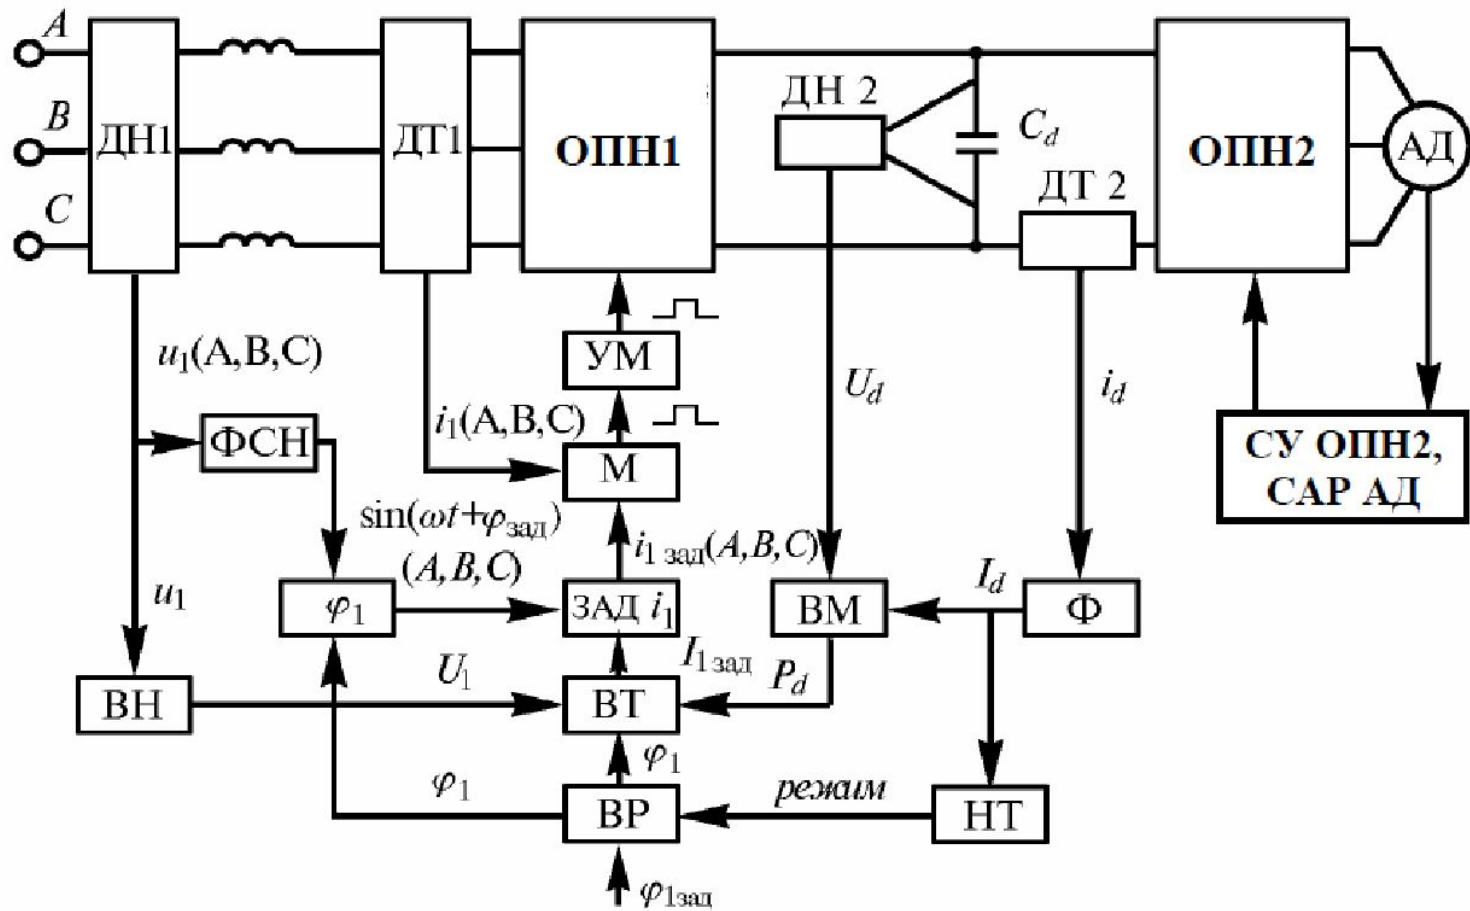 A
B
C
ДН1
ДТ1
ОПН1
ДН 2
C_d
ДТ 2
ОПН2
АД
u₁(A,B,C)
УМ
U_d
i_d
i₁(A,B,C)
ФСН
М
СУ ОПН2,
САР АД
sin(ωt+φ_зад)
(A,B,C)
i₁ зад(A,B,C)
u₁
φ₁
ЗАД i₁
ВМ
I_d
Ф
I₁ зад
U₁
P_d
ВН
ВТ
φ₁
φ₁
режим
ВР
НТ
φ₁зад